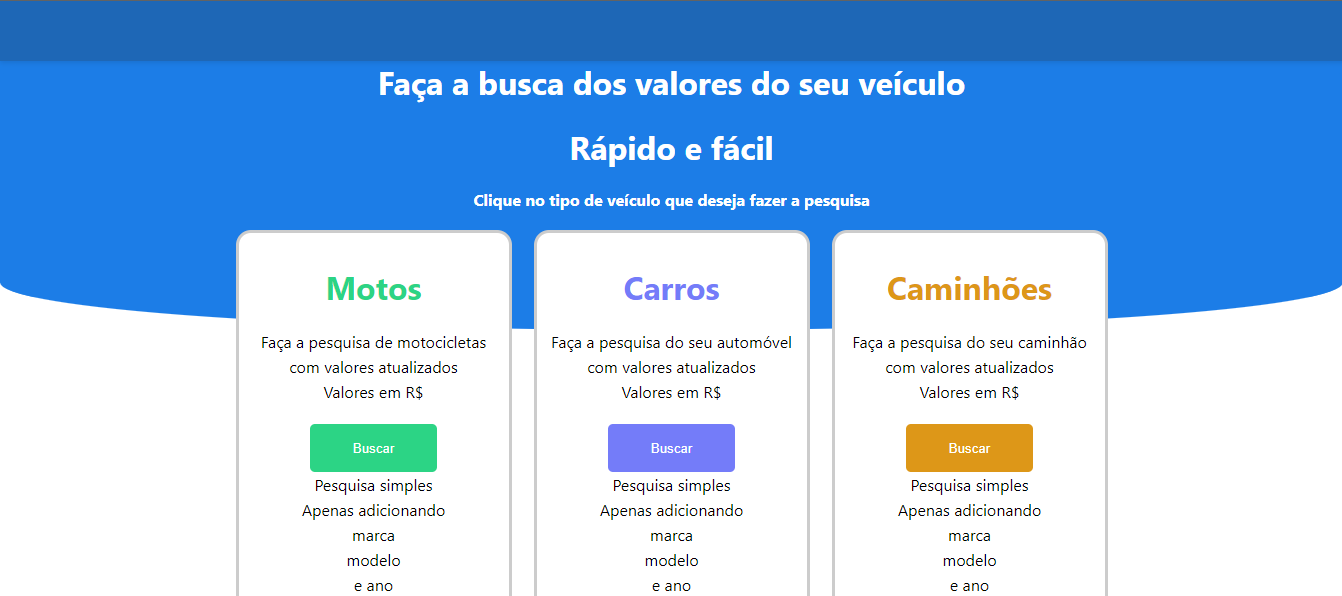 Faça a busca dos valores do seu veículo
Rápido e fácil
Clique no tipo de veículo que deseja fazer a pesquisa
Motos
Faça a pesquisa de motocicletas
com valores atualizados
Valores em R$
Buscar
Pesquisa simples
Apenas adicionando
marca
modelo
e ano
Carros
Faça a pesquisa do seu automóvel
com valores atualizados
Valores em R$
Buscar
Pesquisa simples
Apenas adicionando
marca
modelo
e ano
Caminhões
Faça a pesquisa do seu caminhão
com valores atualizados
Valores em R$
Buscar
Pesquisa simples
Apenas adicionando
marca
modelo
e ano